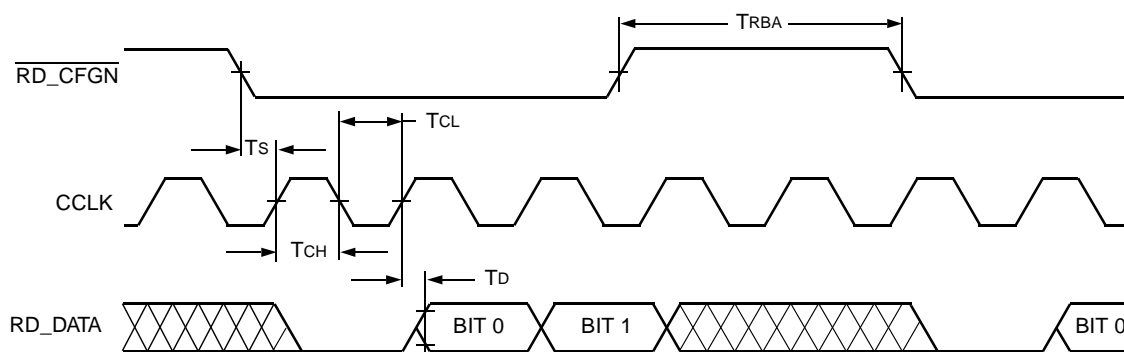 TRBA
RD_CFGN
TCL
TS
CCLK
TCH
TD
RD_DATA
BIT 0
BIT 1
BIT 0